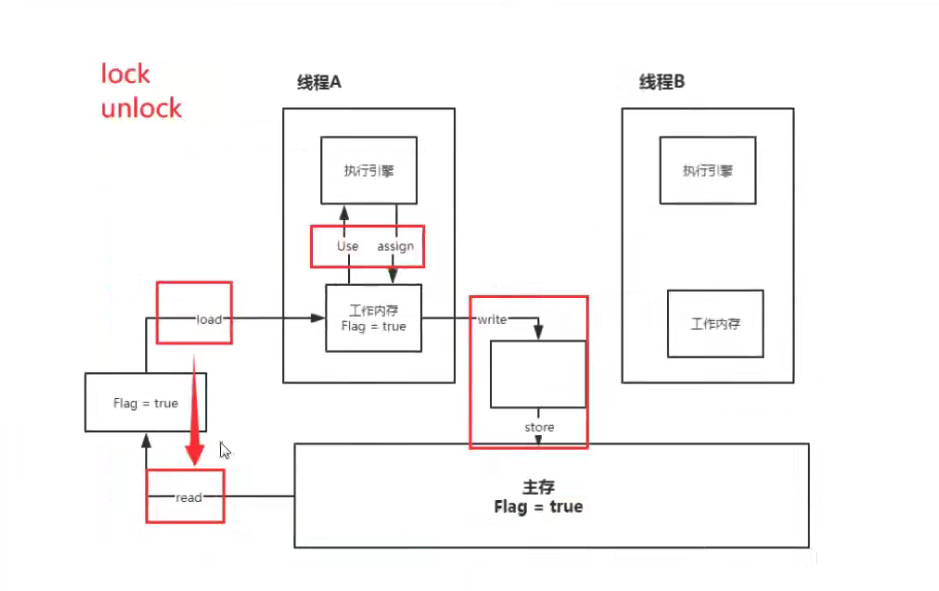 lock
unlock
线程A
线程B
执行引擎
执行引擎
Use
assign
load
工作内存
Flag = true
write
工作内存
Flag = true
store
read
主存
Flag = true